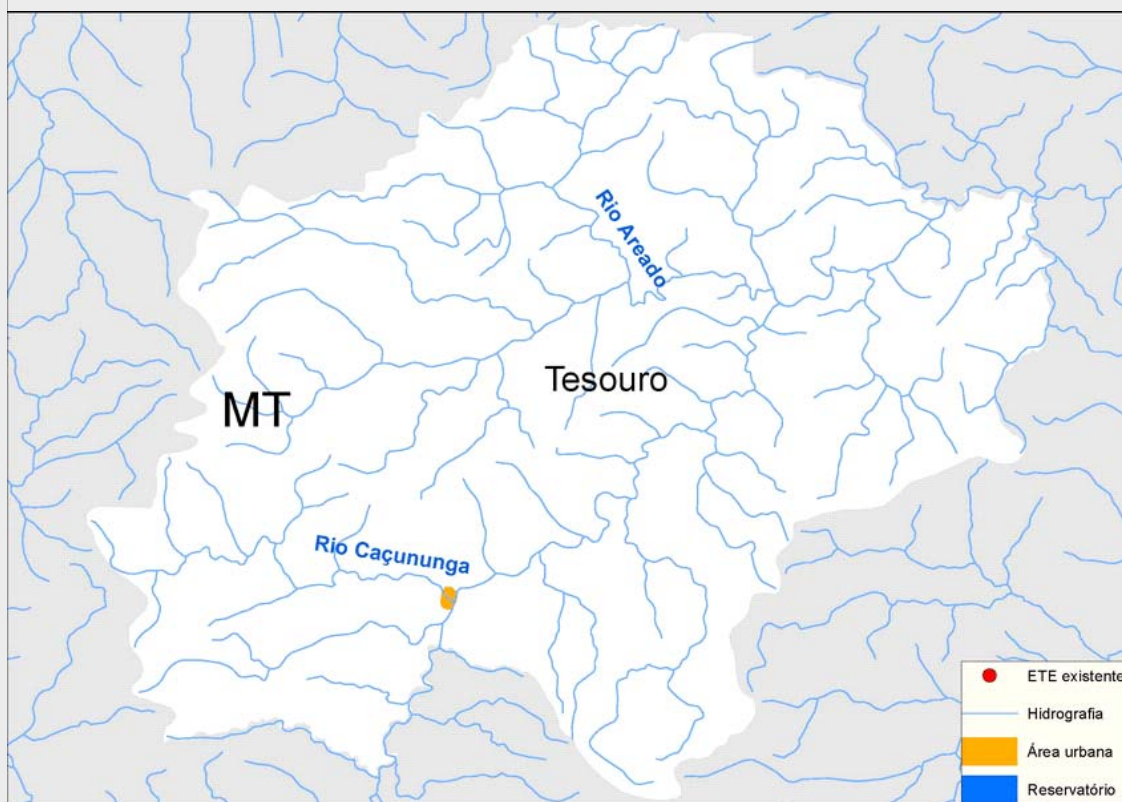 Rio Areado
Tesouro
MT
Rio Caçununga
ETE existente
Hidrografia
Área urbana
Reservatório